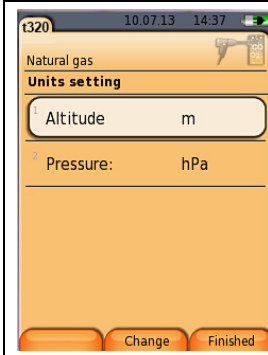 t320 10.07.13 14:37
Natural gas
Units setting
1 Altitude m
2 Pressure: hPa
Change Finished